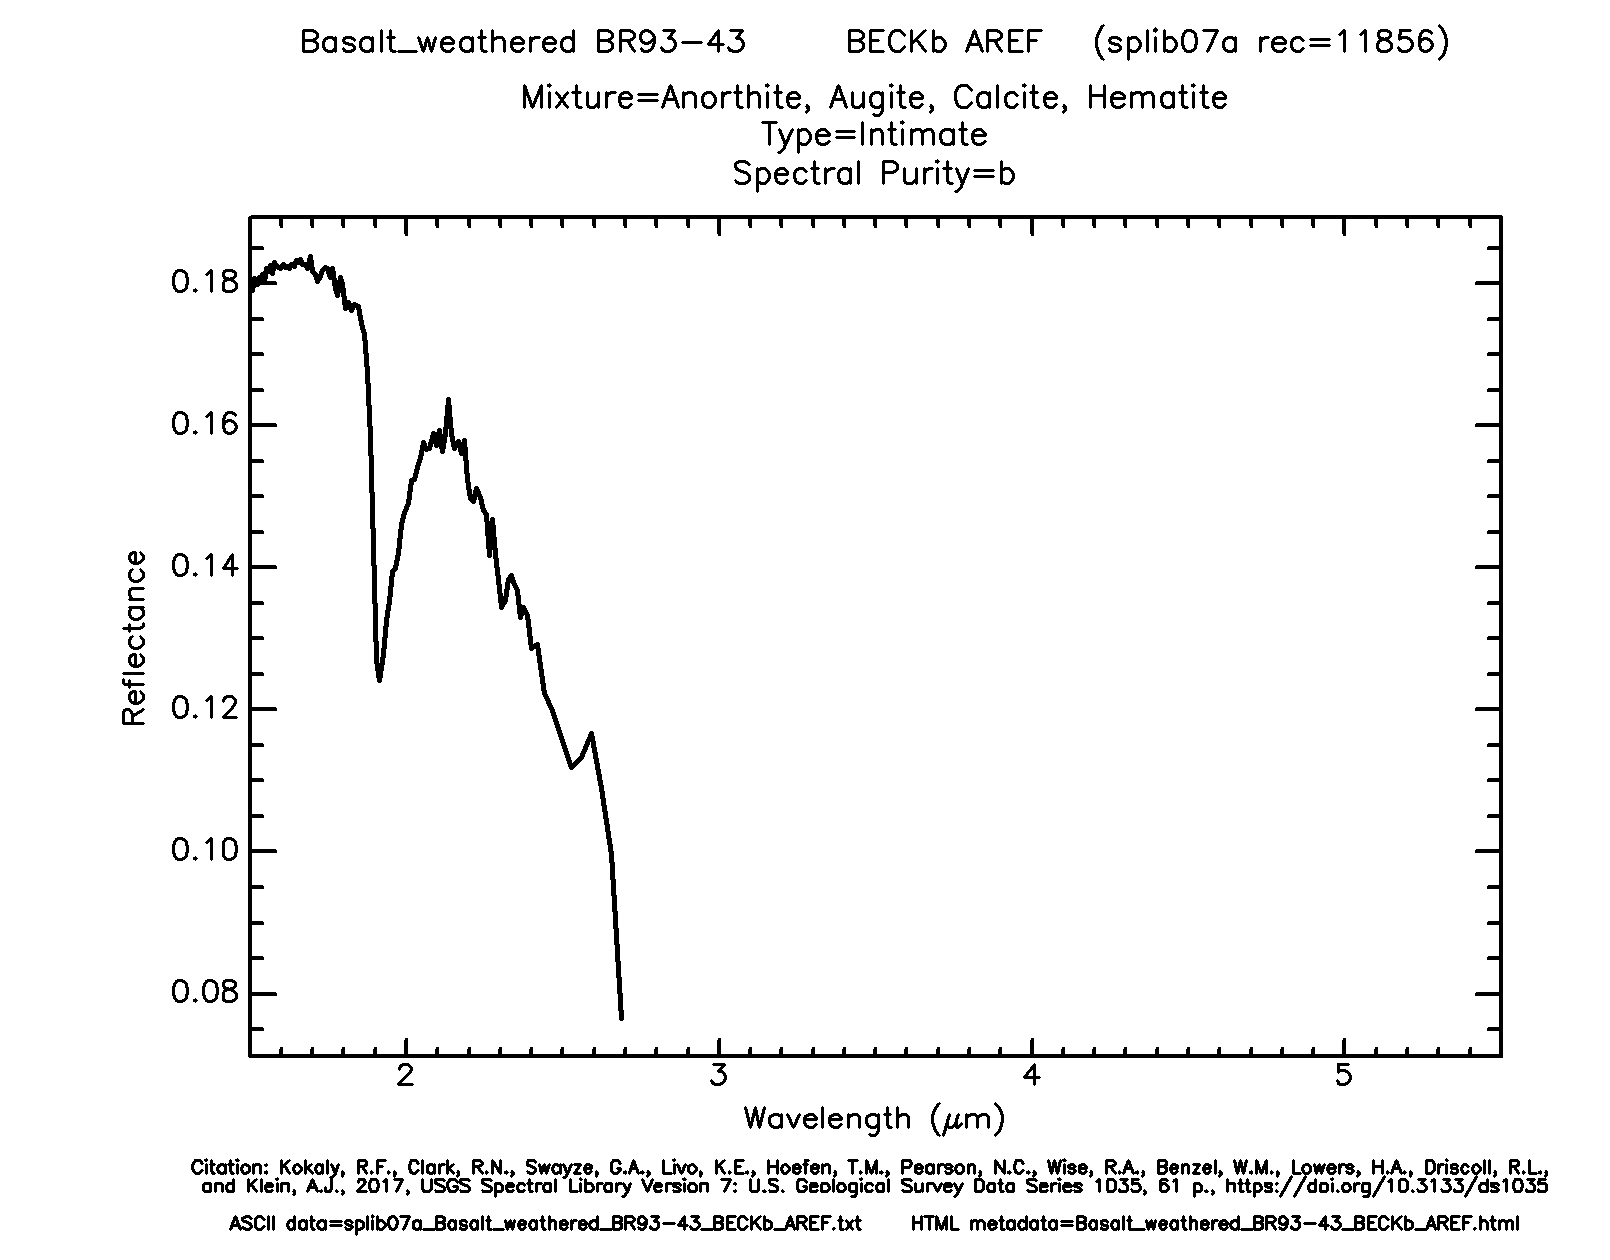 Basalt_weathered BR93-43 BECKb AREF (splib07a rec=11856)
Mixture=Anorthite, Augite, Calcite, Hematite
Type=Intimate
Spectral Purity=b
0.18
0.16
0.14
0.12
0.10
0.08
Reflectance
2 3 4 5
Wavelength (μm)
Citation: Kokaly, R.F., Clark, R.N., Swayze, G.A., Livo, K.E., Hoefen, T.M., Pearson, N.C., Wise, R.A., Benzel, W.M., Lowers, H.A., Driscoll, R.L.,
and Klein, A.J., 2017, USGS Spectral Library Version 7: U.S. Geological Survey Data Series 1035, 61 p., https://doi.org/10.3133/ds1035
ASCII data=splib07a_Basalt_weathered_BR93-43_BECKb_AREF.txt HTML metadata=Basalt_weathered_BR93-43_BECKb_AREF.html